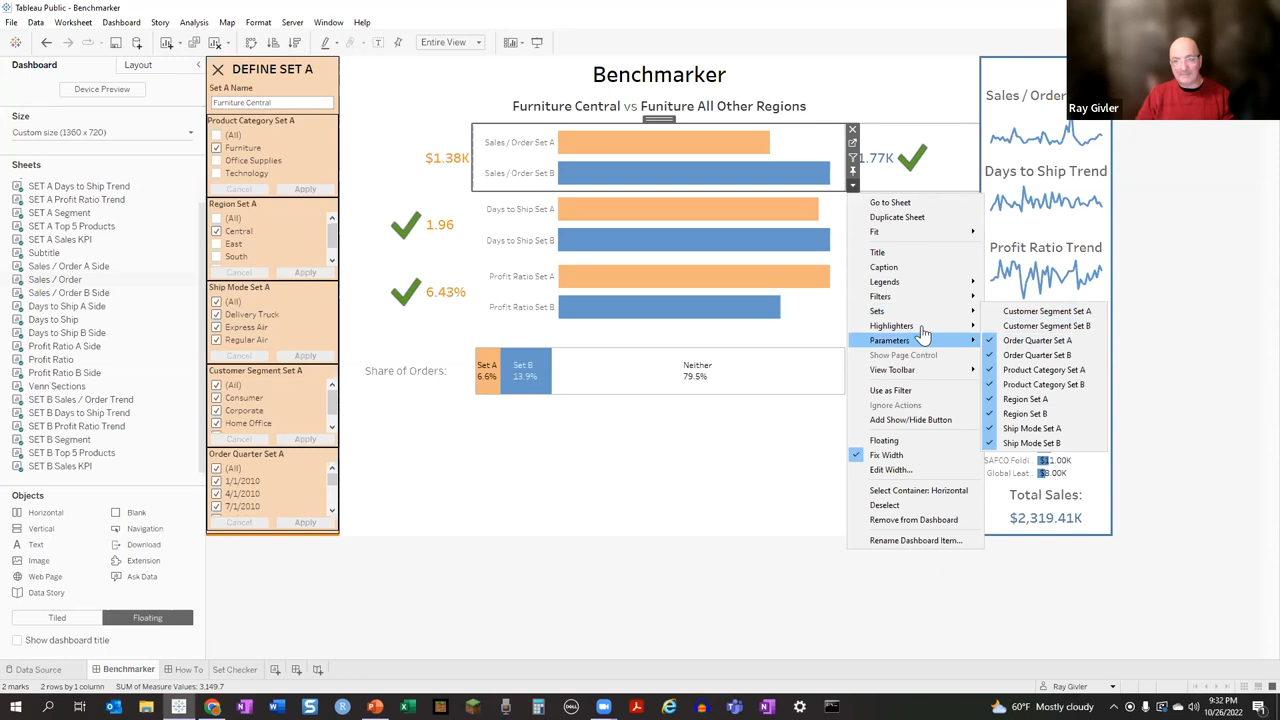 Tableau Public - Benchmarker
File Data Worksheet Dashboard Story Analysis Map Format Server Window Help
Entire View
Dashboard Layout
Device Preview
Size
Custom size (1360 x 720)
Sheets
SET A Days to Ship Trend
SET A Profit Ratio Trend
SET A Segment
SET A Top 5 Products
SET A Sales KPI
Subtitle
Sales / Order A Side
Sales / Order
Sales / Order B Side
Days to Ship A Side
Days to Ship
Days to Ship B Side
Profit Ratio A Side
Profit Ratio
Profit Ratio B Side
Venn Sections
SET B Sales / Order Trend
SET B Days to Ship Trend
SET B Profit Ratio Trend
SET B Segment
SET B Top 5 Products
SET B Sales KPI
Objects
Horizontal Blank
Vertical Navigation
Text Download
Image Extension
Web Page Ask Data
Data Story
Tiled Floating
Show dashboard title
DEFINE SET A
Set A Name
Furniture Central
Product Category Set A
(All)
Furniture
Office Supplies
Technology
Cancel Apply
Region Set A
(All)
Central
East
South
Cancel Apply
Ship Mode Set A
(All)
Delivery Truck
Express Air
Regular Air
Cancel Apply
Customer Segment Set A
(All)
Consumer
Corporate
Home Office
Cancel Apply
Order Quarter Set A
(All)
1/1/2010
4/1/2010
7/1/2010
Cancel Apply
Benchmarker
Furniture Central vs Funiture All Other Regions
$1.38K
Sales / Order Set A
Sales / Order Set B
1.77K
1.96
Days to Ship Set A
Days to Ship Set B
6.43%
Profit Ratio Set A
Profit Ratio Set B
Share of Orders:
Set A
6.6%
Set B
13.9%
Neither
79.5%
Go to Sheet
Duplicate Sheet
Fit
Title
Caption
Legends
Filters
Sets
Highlighters
Parameters
Show Page Control
View Toolbar
Use as Filter
Ignore Actions
Add Show/Hide Button
Floating
Fix Width
Edit Width...
Select Container: Horizontal
Deselect
Remove from Dashboard
Rename Dashboard Item...
Customer Segment Set A
Customer Segment Set B
Order Quarter Set A
Order Quarter Set B
Product Category Set A
Product Category Set B
Region Set A
Region Set B
Ship Mode Set A
Ship Mode Set B
Sales / Order
Days to Ship Trend
Profit Ratio Trend
SAFCO Foldi.. $11.00K
Global Leat..
Total Sales:
$2,319.41K
Ray Givler
Data Source Benchmarker How To Set Checker
2 marks 2 rows by 1 column SUM of Measure Values: 3,149.7
Ray Givler
60°F Mostly cloudy
9:32 PM
10/26/2022